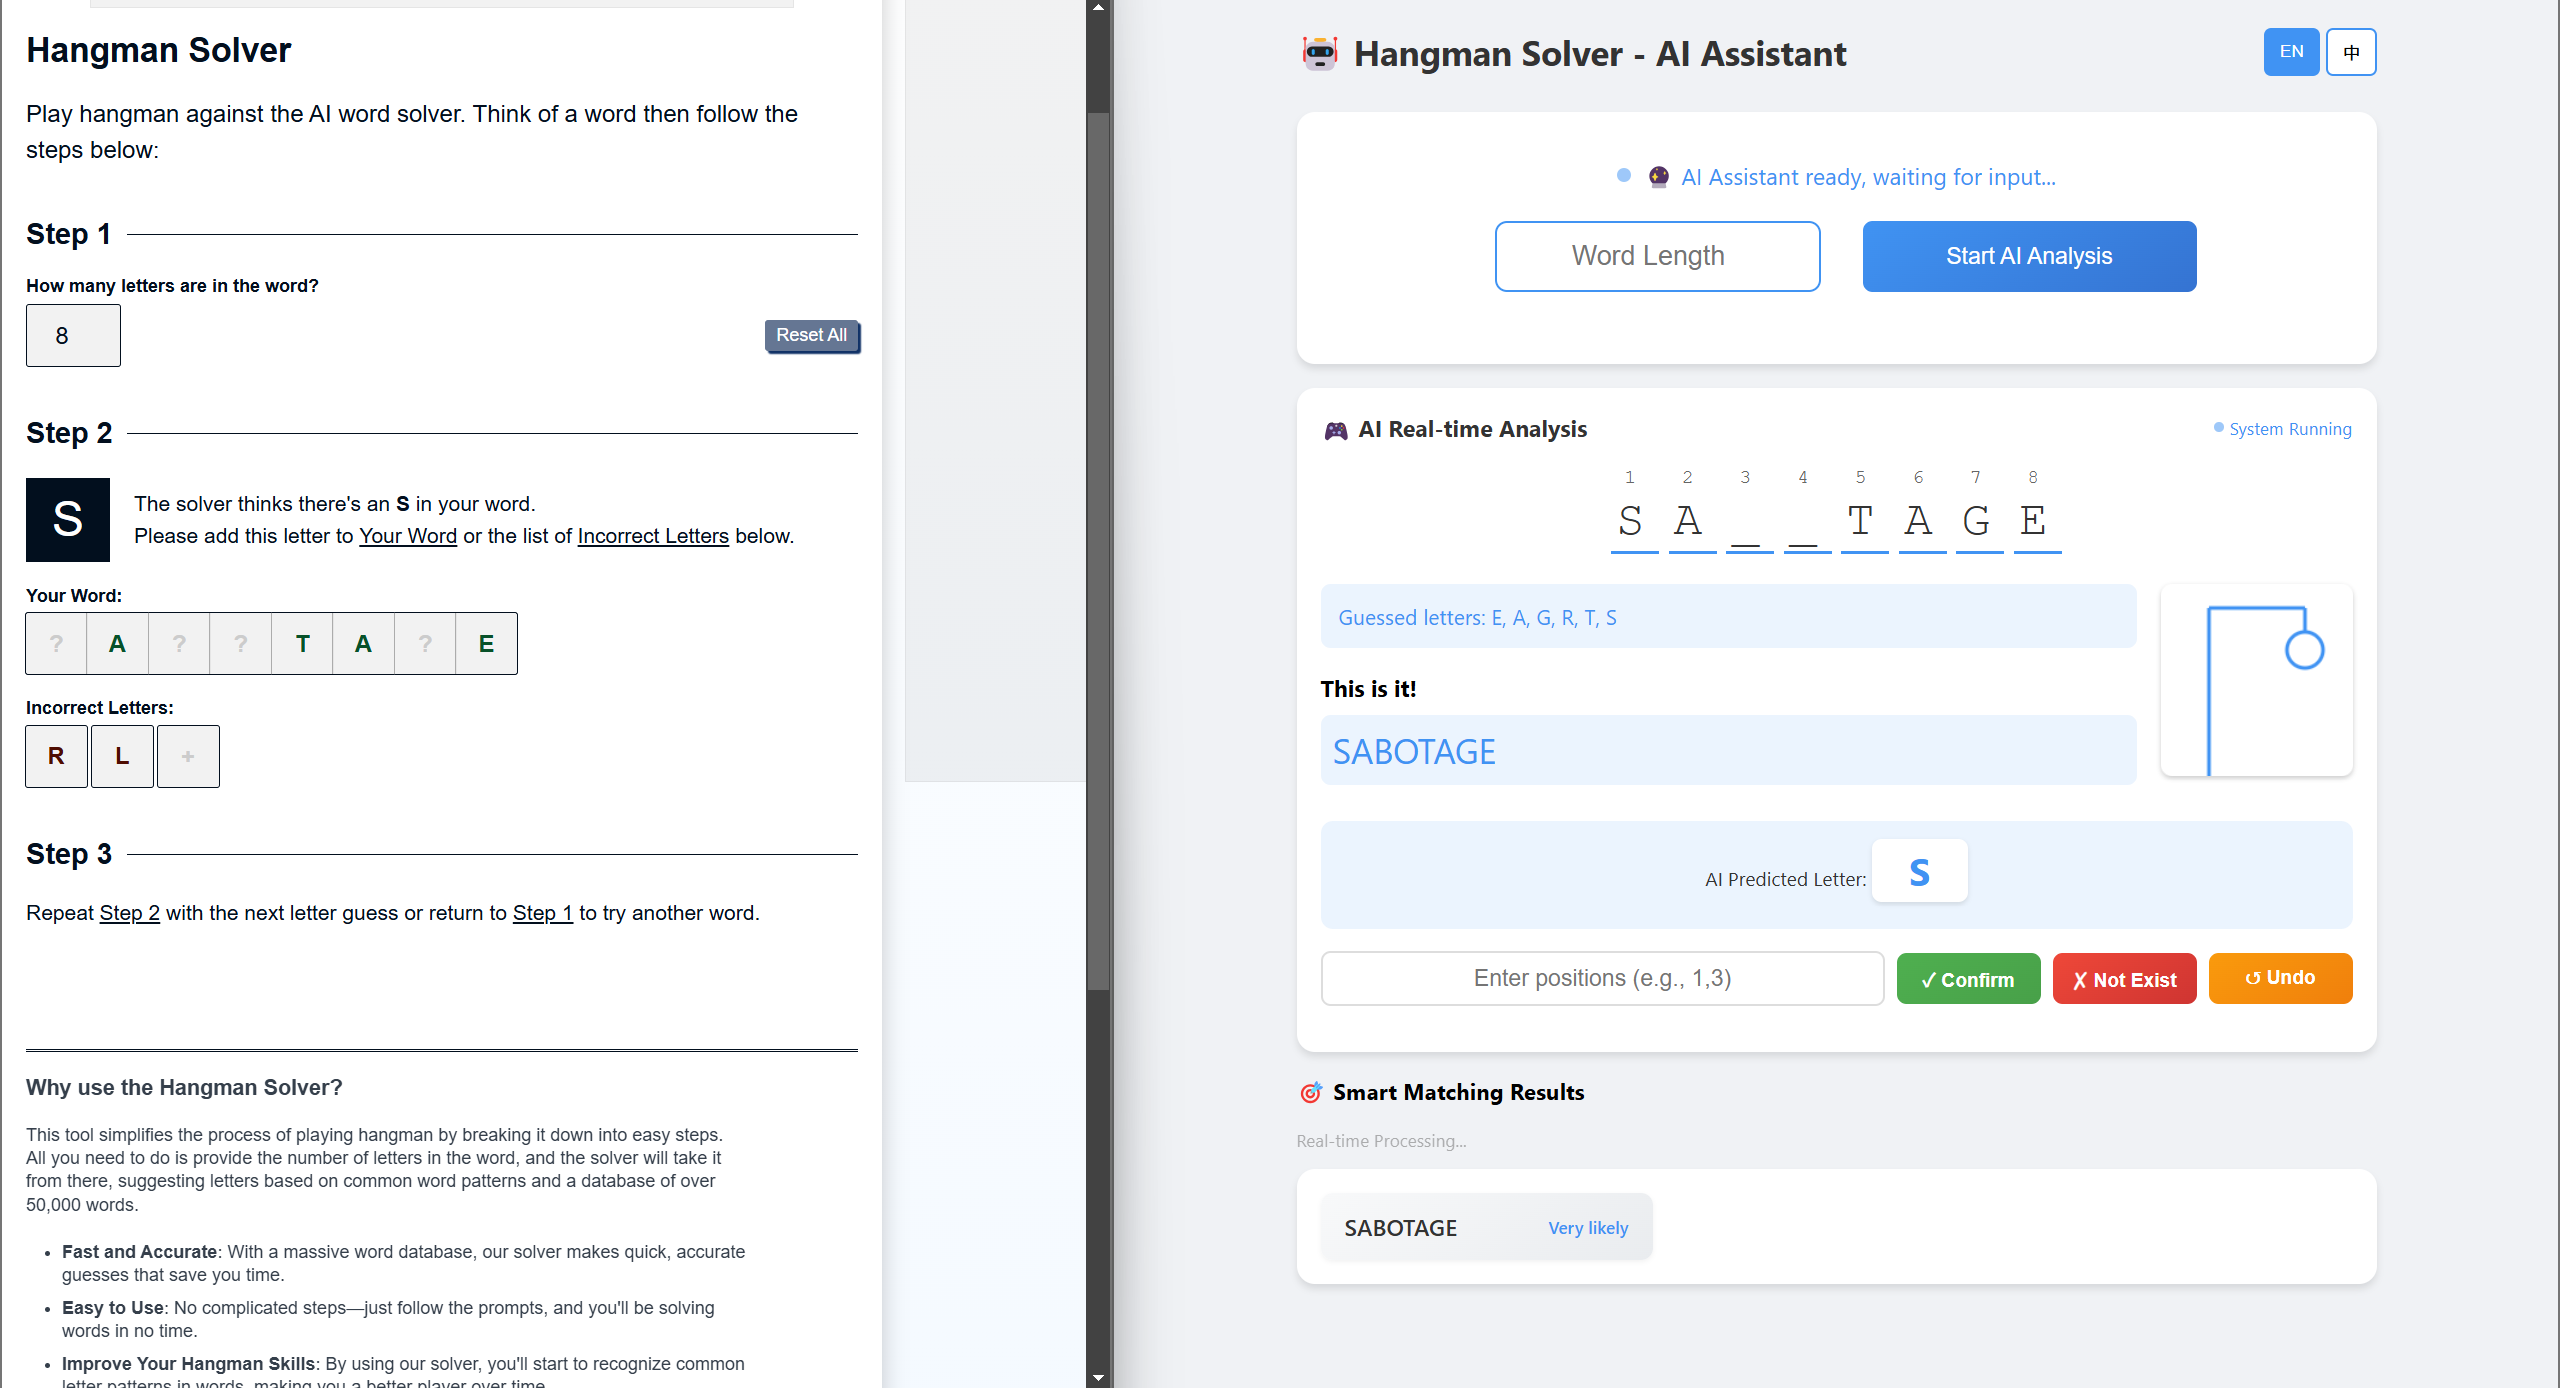 Hangman Solver
Play hangman against the AI word solver. Think of a word then follow the
steps below:
Step 1
How many letters are in the word?
8
Reset All
Step 2
S
The solver thinks there's an S in your word.
Please add this letter to Your Word or the list of Incorrect Letters below.
Your Word:
? A ? ? T A ? E
Incorrect Letters:
R L +
Step 3
Repeat Step 2 with the next letter guess or return to Step 1 to try another word.
Why use the Hangman Solver?
This tool simplifies the process of playing hangman by breaking it down into easy steps.
All you need to do is provide the number of letters in the word, and the solver will take it
from there, suggesting letters based on common word patterns and a database of over
50,000 words.
• Fast and Accurate: With a massive word database, our solver makes quick, accurate
guesses that save you time.
• Easy to Use: No complicated steps—just follow the prompts, and you'll be solving
words in no time.
• Improve Your Hangman Skills: By using our solver, you'll start to recognize common
letter patterns in words, making you a better player over time.
Hangman Solver - AI Assistant
EN
中
AI Assistant ready, waiting for input...
Word Length
Start AI Analysis
AI Real-time Analysis
System Running
1 2 3 4 5 6 7 8
S A _ _ T A G E
Guessed letters: E, A, G, R, T, S
This is it!
SABOTAGE
AI Predicted Letter: S
Enter positions (e.g., 1,3)
✓ Confirm
✗ Not Exist
↺ Undo
Smart Matching Results
Real-time Processing...
SABOTAGE
Very likely